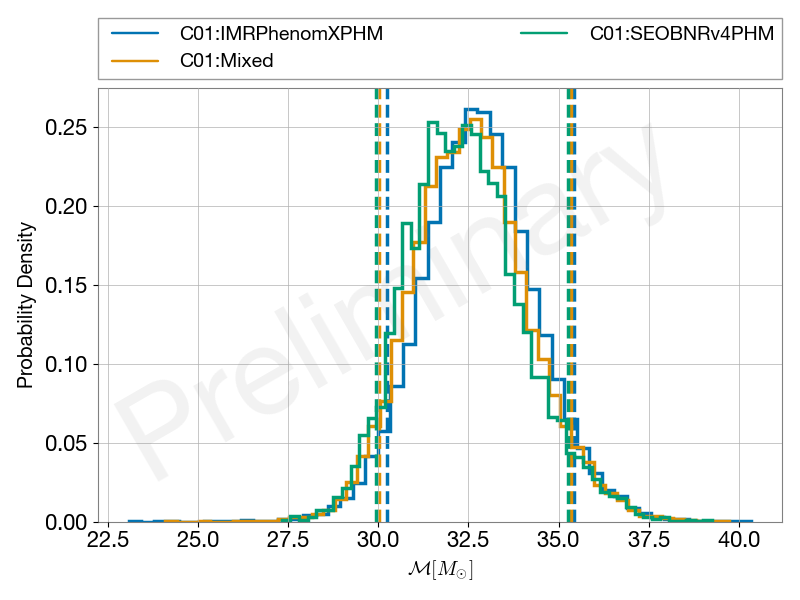 C01:IMRPhenomXPHM
C01:Mixed
C01:SEOBNRv4PHM
Preliminary
Probability Density
0.25
0.20
0.15
0.10
0.05
0.00
22.5 25.0 27.5 30.0 32.5 35.0 37.5 40.0
ℳ[M☉]